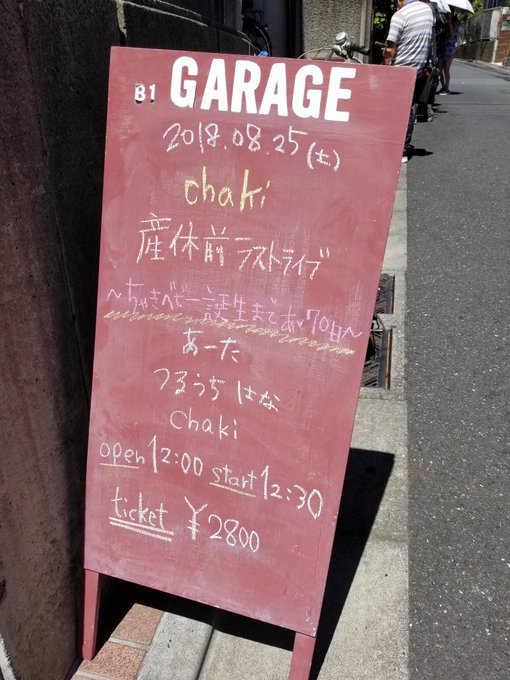 B1 GARAGE
2018.08.25(土)
chaki
産休前ラストライブ
〜ちゃきベビー誕生まであと70日〜
あーた
つるうちはな
chaki
open 12:00 start 12:30
ticket ¥2800